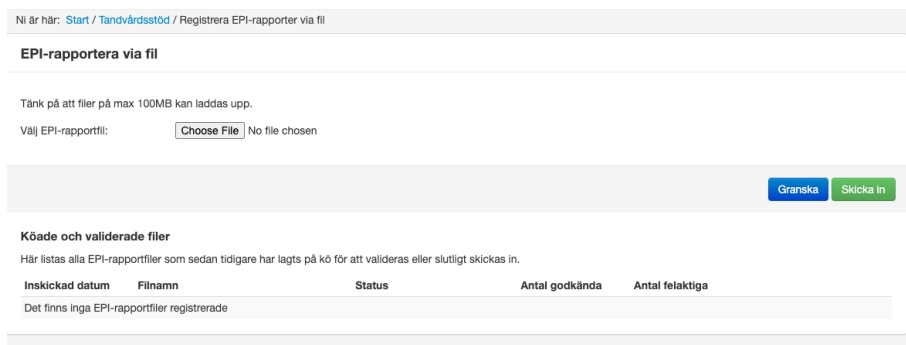 Ni är här: Start / Tandvårdsstöd / Registrera EPI-rapporter via fil
EPI-rapportera via fil
Tänk på att filer på max 100MB kan laddas upp.
Välj EPI-rapportfil: Choose File No file chosen
Granska Skicka in
Köade och validerade filer
Här listas alla EPI-rapportfiler som sedan tidigare har lagts på kö för att valideras eller slutligt skickas in.
Inskickad datum Filnamn Status Antal godkända Antal felaktiga
Det finns inga EPI-rapportfiler registrerade